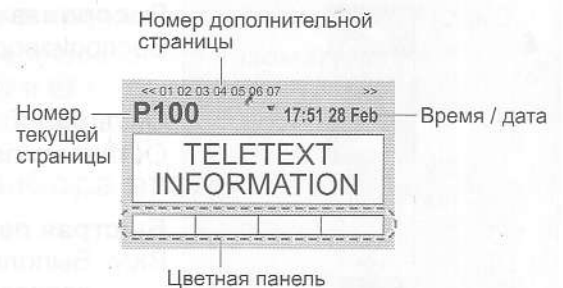 Номер дополнительной
страницы
<< 01 02 03 04 05 06 07 >>
Номер
текущей
страницы
P100
17:51 28 Feb
Время / дата
TELETEXT
INFORMATION
Цветная панель